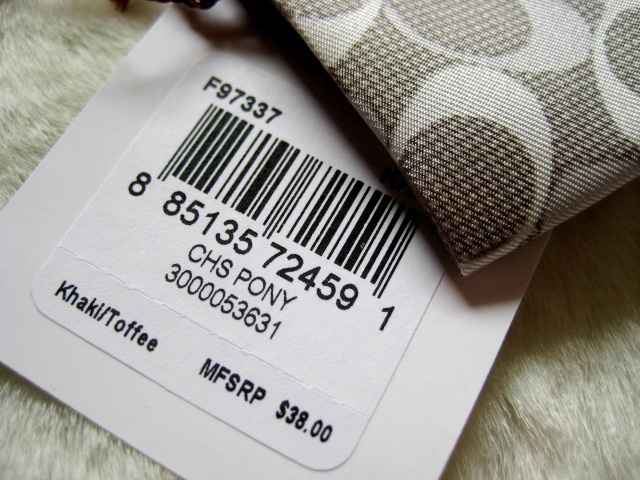 F97337
8 85135 72459 1
CHS PONY
3000053631
Khaki/Toffee
MFSRP $38.00